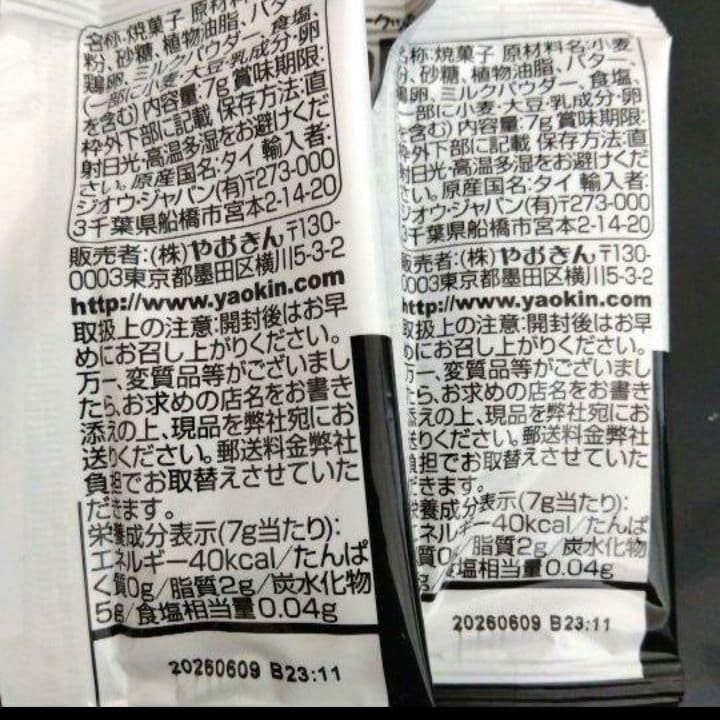 名称:焼菓子 原材料名:小麦
粉、砂糖、植物油脂、バター、
鶏卵、ミルクパウダー、食塩、
(一部に小麦・大豆・乳成分・卵
を含む) 内容量:7g 賞味期限:
枠外下部に記載 保存方法:直
射日光・高温多湿をお避けくだ
さい。原産国名:タイ 輸入者:
ジオウ・ジャパン(有)〒273-000
3千葉県船橋市宮本2-14-20
販売者:(株)やおきん 〒130-
0003東京都墨田区横川5-3-2
http://www.yaokin.com
取扱上の注意:開封後はお早
めにお召し上がりください。
万一、変質品等がございまし
たら、お求めの店名をお書き
添えの上、現品を弊社宛にお
送りください。郵送料金弊社
負担でお取替えさせていた
だきます。
栄養成分表示(7g当たり):
エネルギー40kcal/たんぱ
く質0g/脂質2g/炭水化物
5g/食塩相当量0.04g
20260609 B23:11
名称:焼菓子 原材料名:小麦
粉、砂糖、植物油脂、バター、
鶏卵、ミルクパウダー、食塩、
一部に小麦・大豆・乳成分・卵
を含む) 内容量:7g 賞味期限:
枠外下部に記載 保存方法:直
射日光・高温多湿をお避けくだ
さい。原産国名:タイ 輸入者:
ジオウ・ジャパン(有)〒273-000
3千葉県船橋市宮本2-14-20
販売者:(株)やおきん 〒130-
0003東京都墨田区横川5-3-2
http://www.yaokin.com
取扱上の注意:開封後はお早
めにお召し上がりください。
万一、変質品等がございまし
たら、お求めの店名をお書き
添えの上、現品を弊社宛にお
送りください。郵送料金弊社
負担でお取替えさせていた
だきます。
栄養成分表示(7g当たり):
エネルギー40kcal/たんぱ
質0 脂質2g/炭水化物
g/食塩相当量0.04g
20260609 B23:11